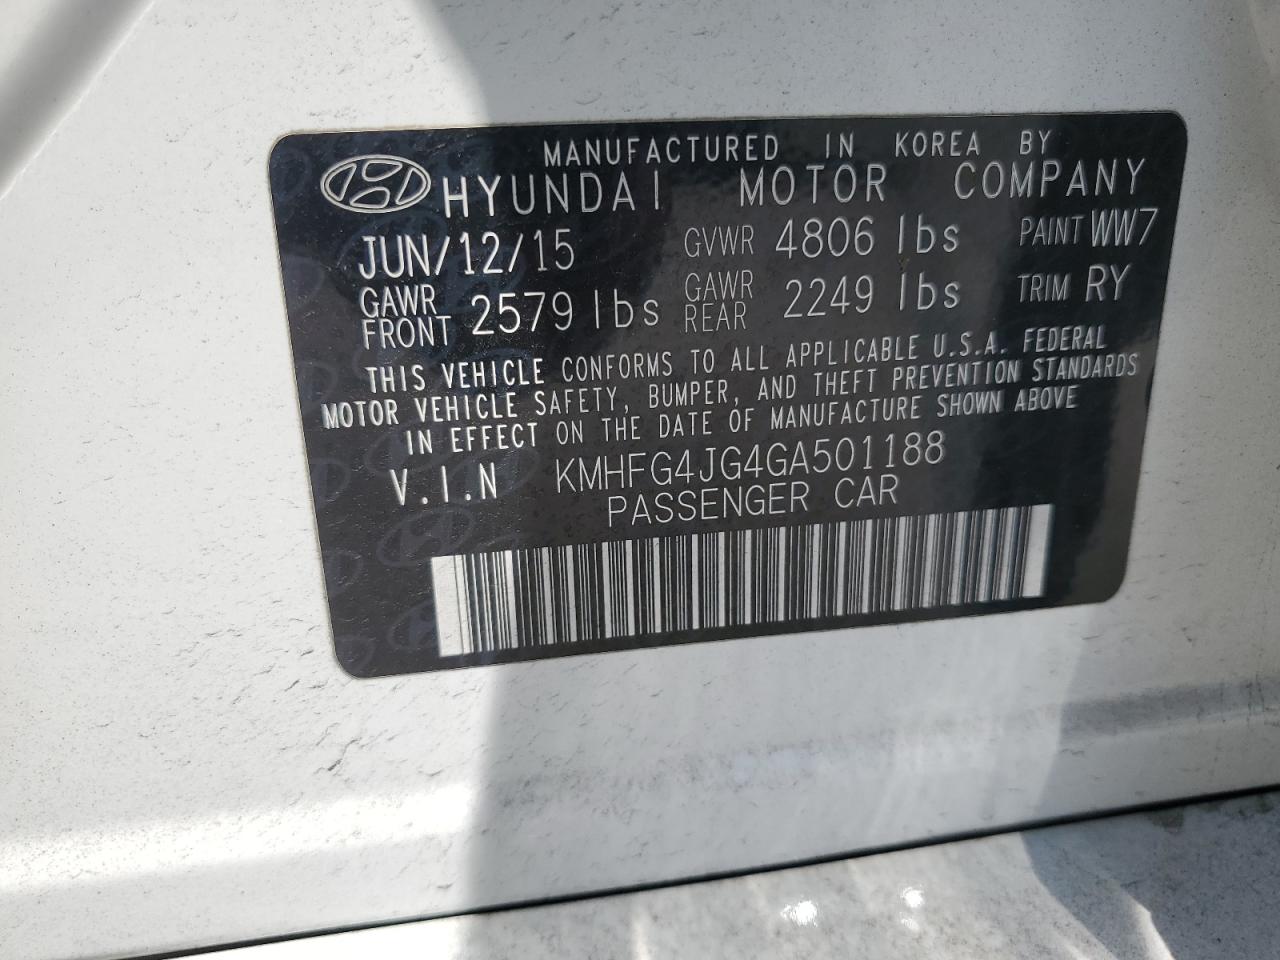 MANUFACTURED IN KOREA BY
HYUNDAI MOTOR COMPANY
JUN/12/15 GVWR 4806 lbs PAINT WW7
GAWR FRONT 2579 lbs GAWR REAR 2249 lbs TRIM RY
THIS VEHICLE CONFORMS TO ALL APPLICABLE U.S.A. FEDERAL
MOTOR VEHICLE SAFETY, BUMPER, AND THEFT PREVENTION STANDARDS
IN EFFECT ON THE DATE OF MANUFACTURE SHOWN ABOVE
V.I.N KMHFG4JG4GA501188
PASSENGER CAR